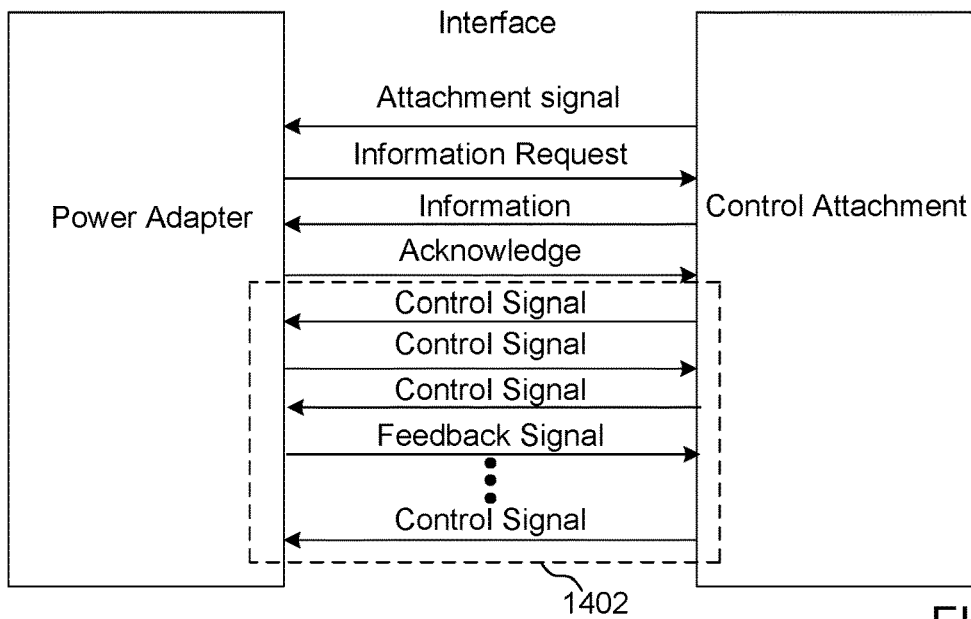 Interface
Attachment signal
Information Request
Power Adapter
Information
Control Attachment
Acknowledge
Control Signal
Control Signal
Control Signal
Feedback Signal
Control Signal
1402